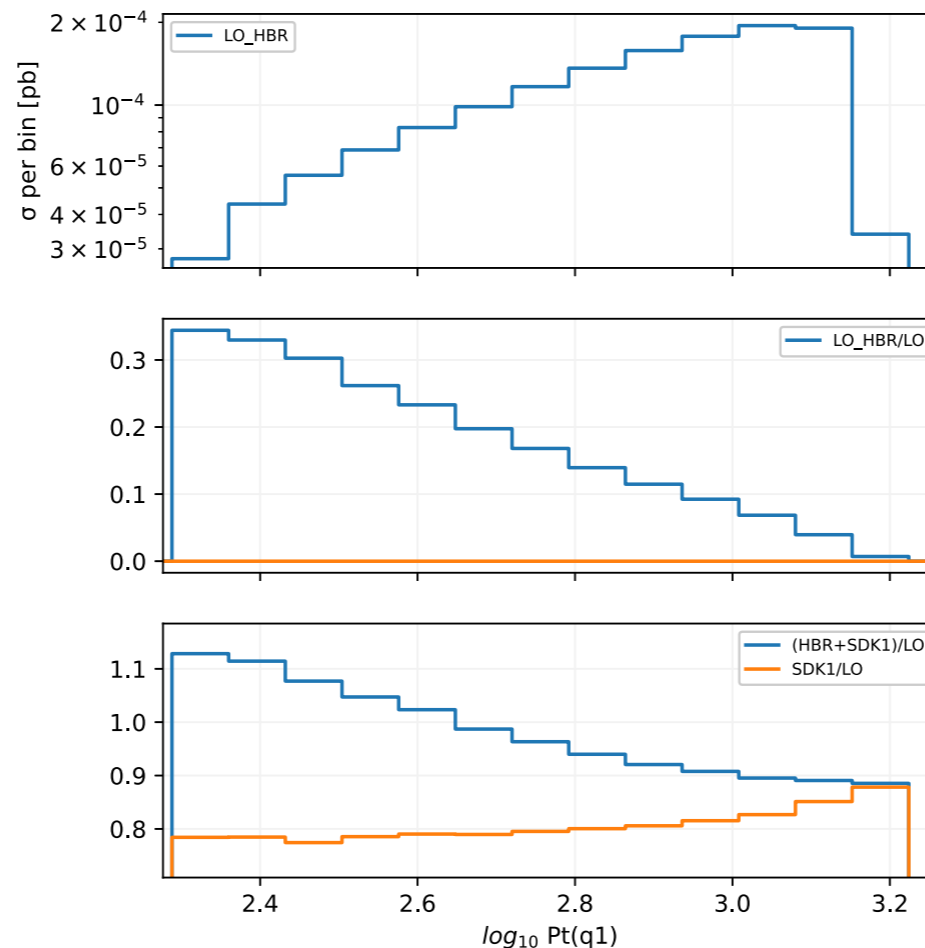 2 × 10⁻⁴
10⁻⁴
6 × 10⁻⁵
4 × 10⁻⁵
3 × 10⁻⁵
σ per bin [pb]
LO_HBR
0.3
0.2
0.1
0.0
LO_HBR/LO
1.1
1.0
0.9
0.8
(HBR+SDK1)/LO
SDK1/LO
2.4 2.6 2.8 3.0 3.2
log₁₀ Pt(q1)